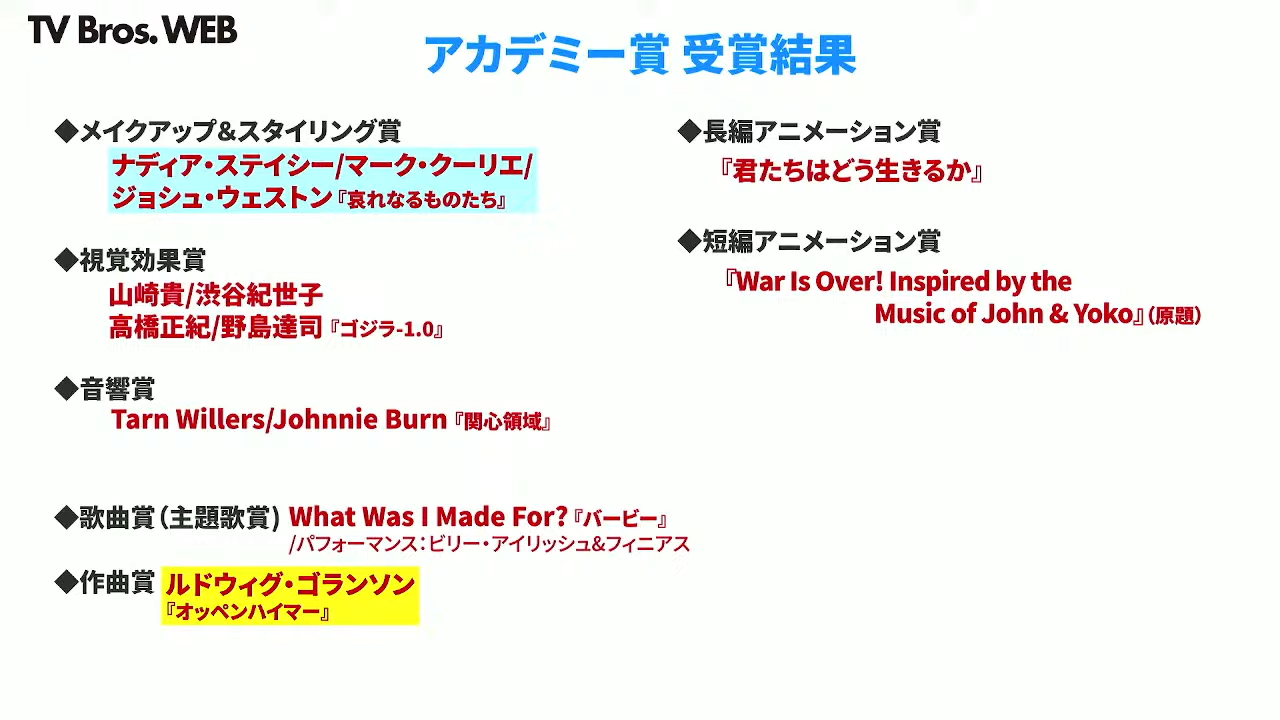 TV Bros. WEB
アカデミー賞 受賞結果
◆メイクアップ&スタイリング賞
ナディア・ステイシー/マーク・クーリエ/
ジョシュ・ウェストン『哀れなるものたち』
◆視覚効果賞
山崎貴/渋谷紀世子
高橋正紀/野島達司『ゴジラ-1.0』
◆音響賞
Tarn Willers/Johnnie Burn『関心領域』
◆歌曲賞(主題歌賞) What Was I Made For?『バービー』
/パフォーマンス:ビリー・アイリッシュ&フィニアス
◆作曲賞 ルドウィグ・ゴランソン
『オッペンハイマー』
◆長編アニメーション賞
『君たちはどう生きるか』
◆短編アニメーション賞
『War Is Over! Inspired by the
Music of John & Yoko』(原題)